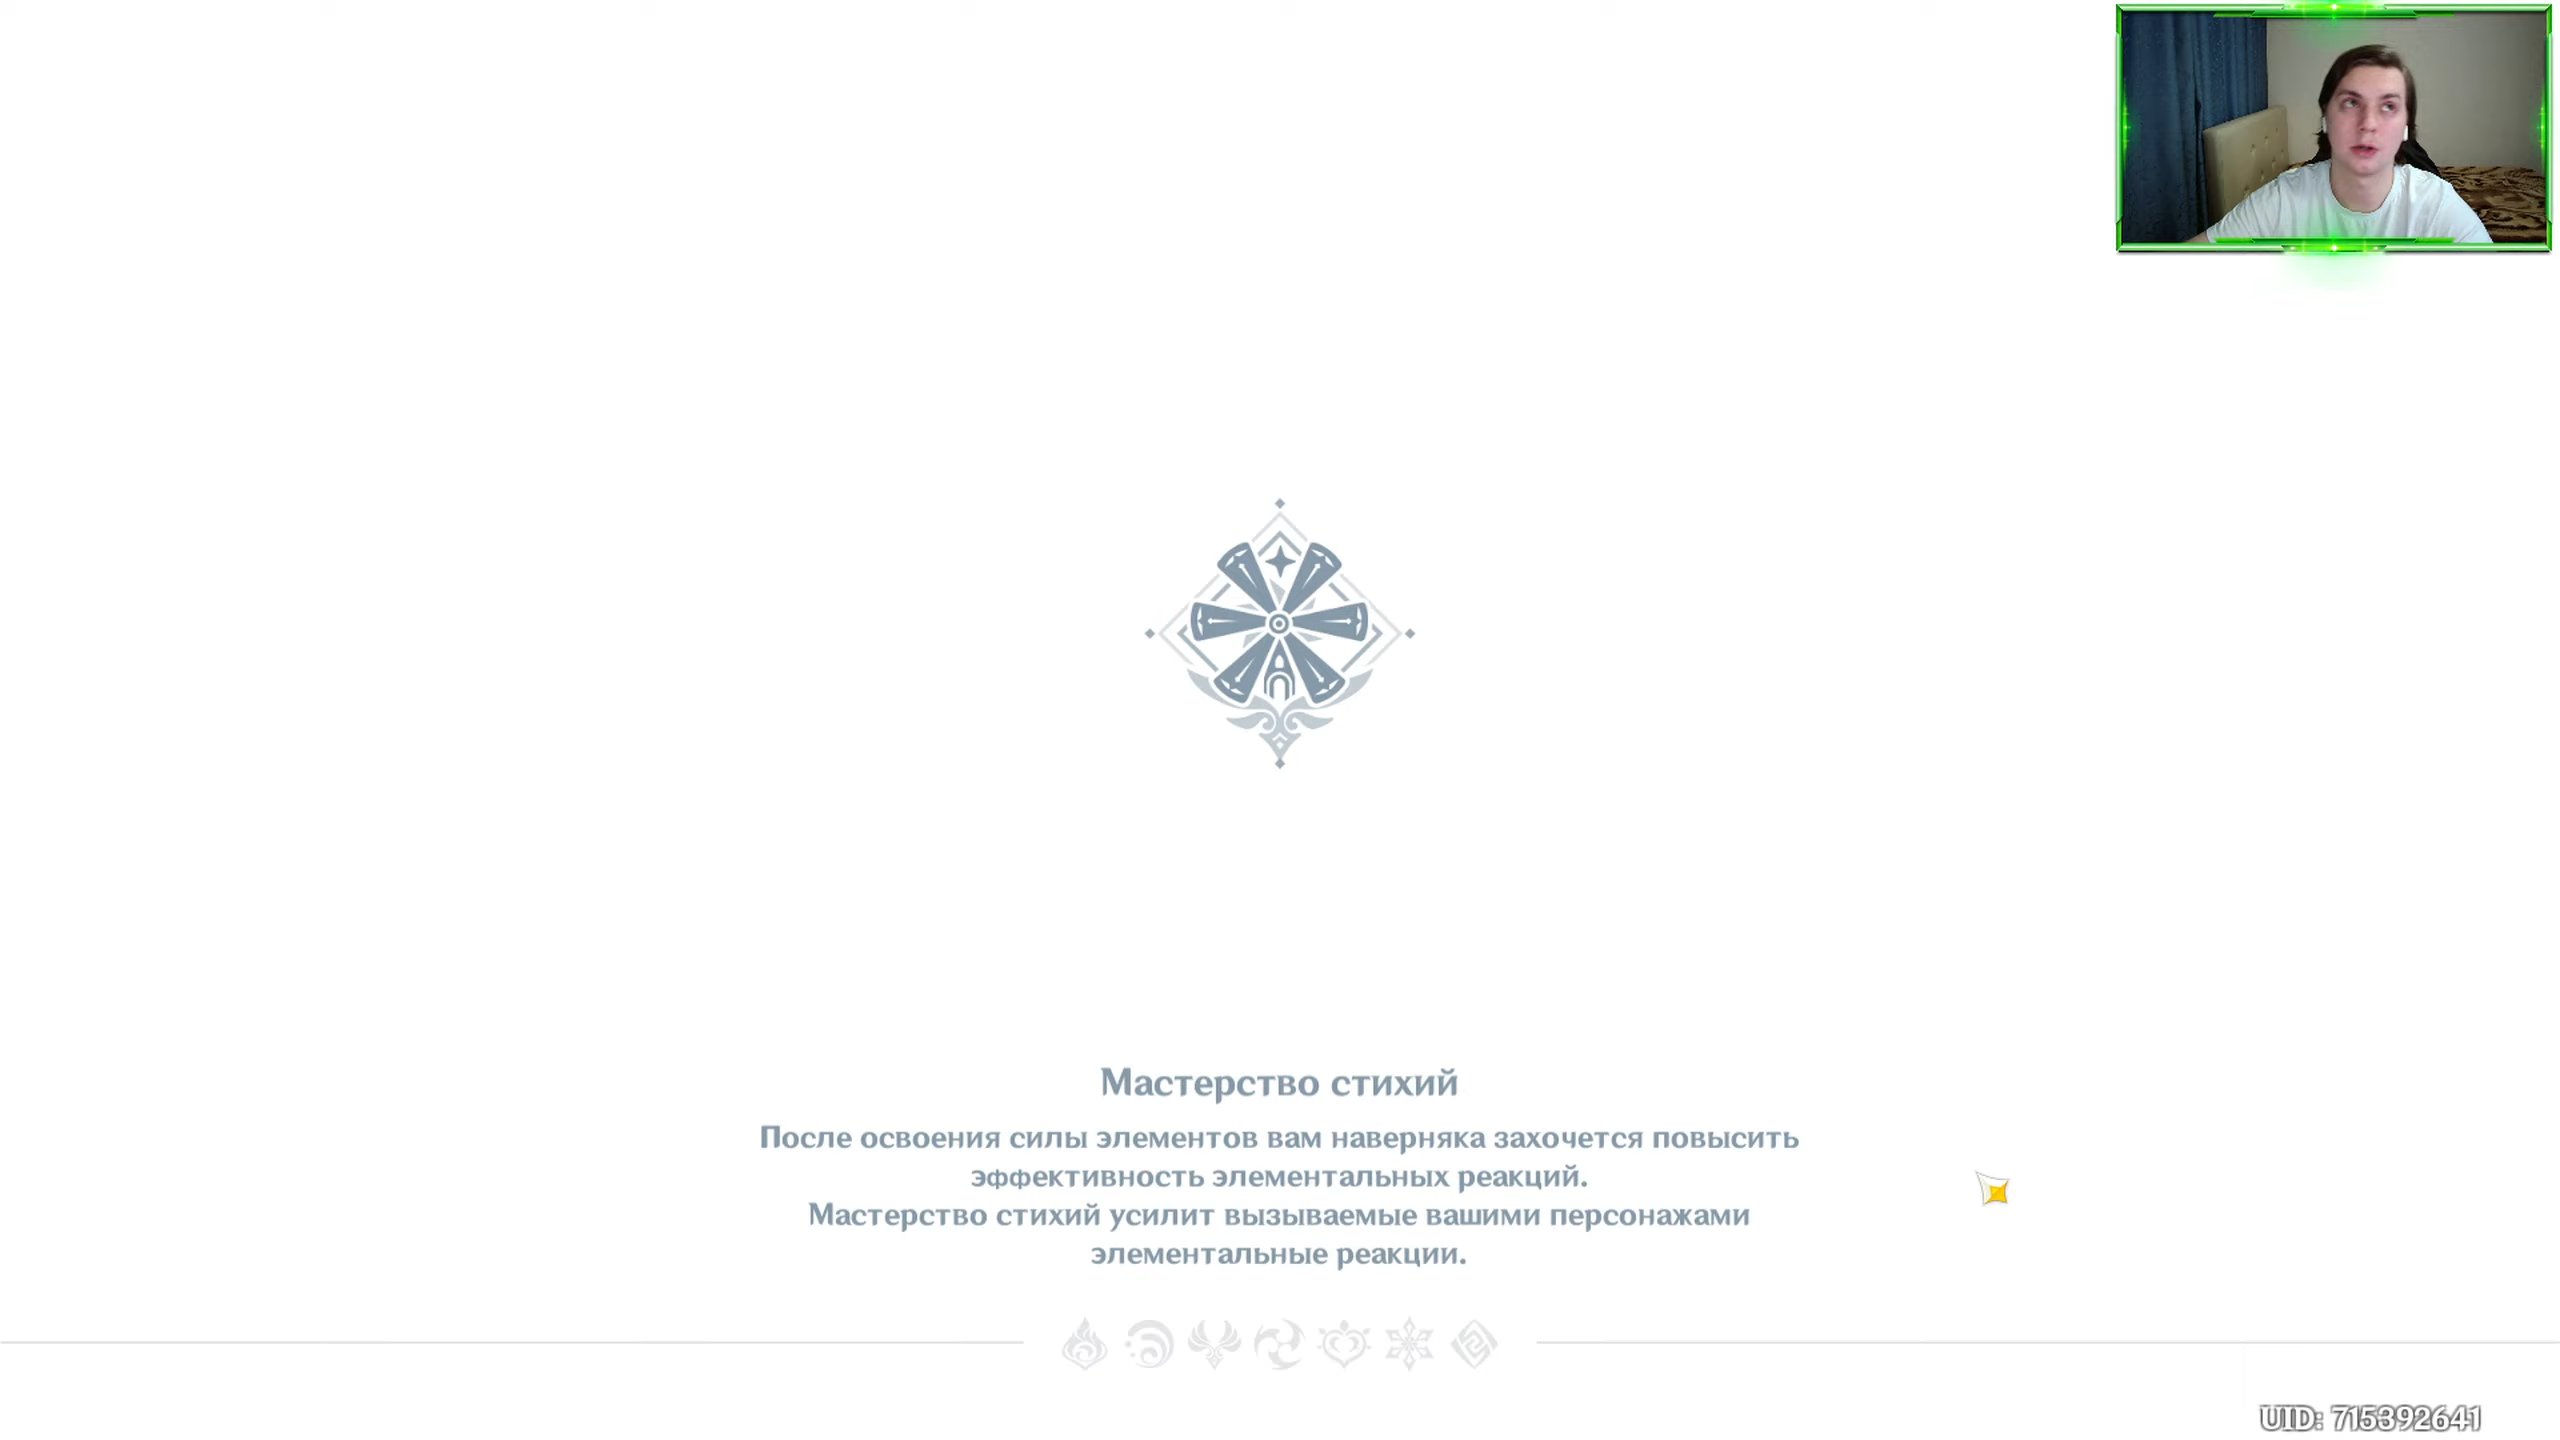 Мастерство стихий
После освоения силы элементов вам наверняка захочется повысить
эффективность элементальных реакций.
Мастерство стихий усилит вызываемые вашими персонажами
элементальные реакции.
UID: 715392641